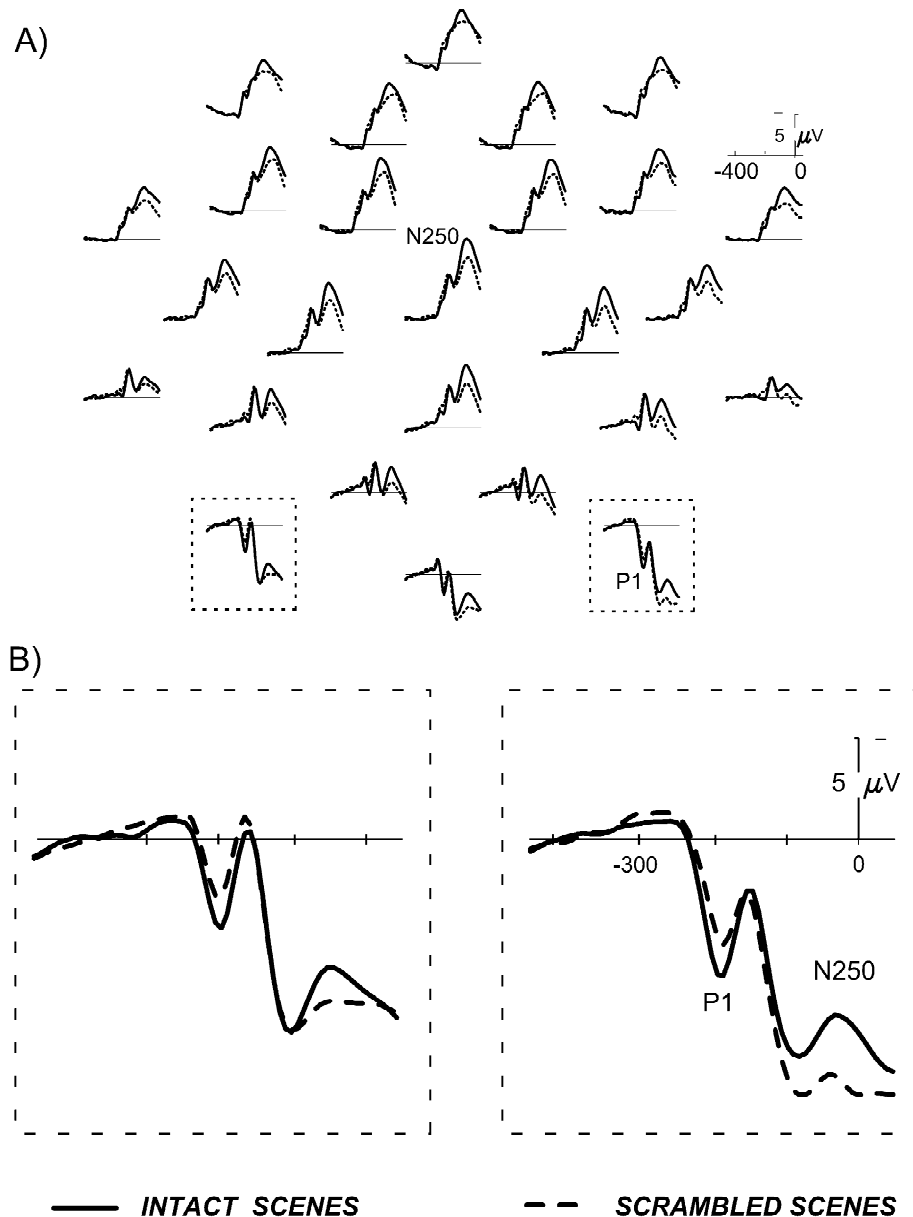 A)
5 μV
-400 0
N250
P1
B)
5 μV
-300 0
N250
P1
INTACT SCENES
SCRAMBLED SCENES